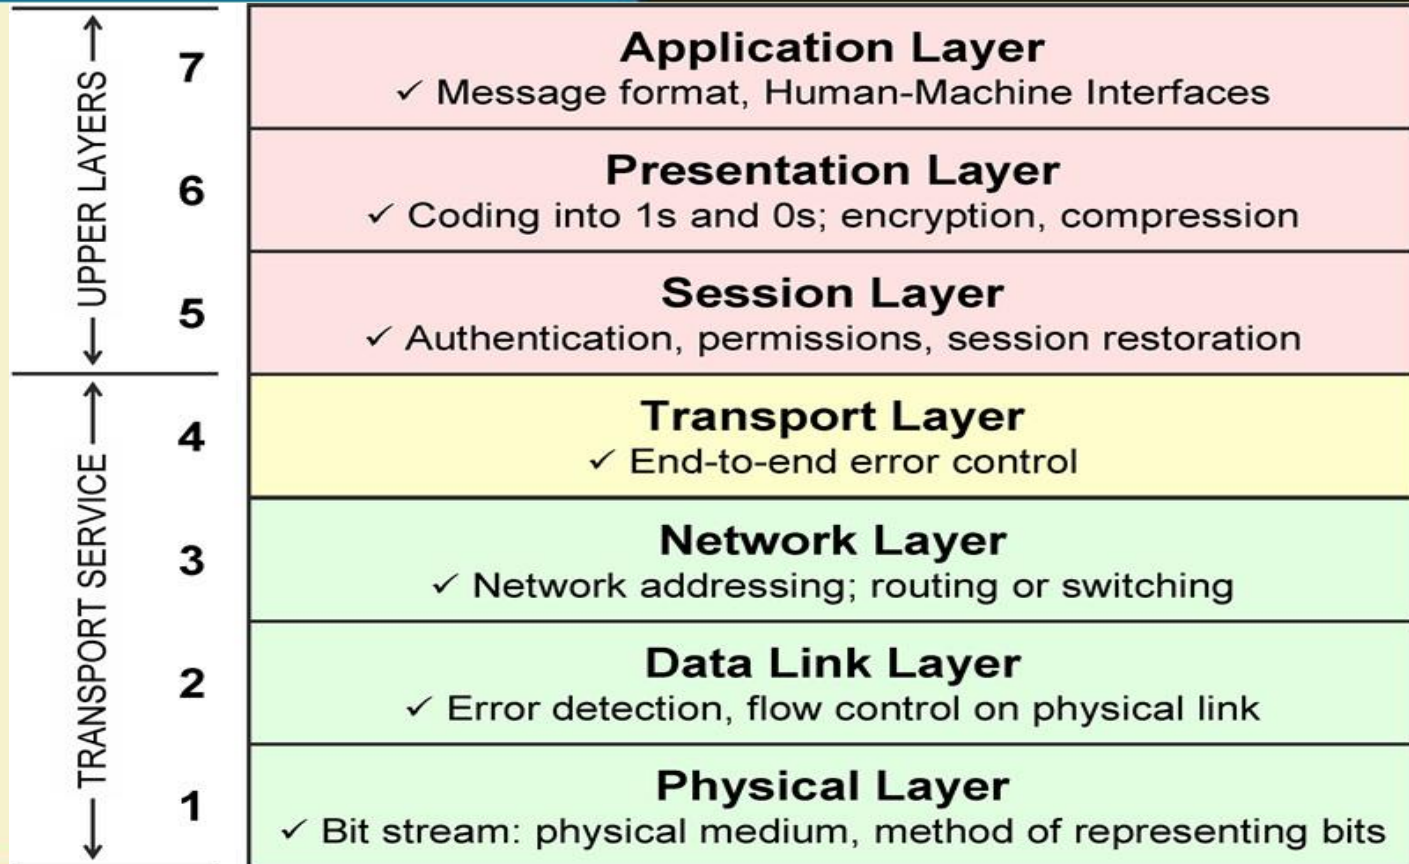 UPPER LAYERS
7
Application Layer
✓ Message format, Human-Machine Interfaces
6
Presentation Layer
✓ Coding into 1s and 0s; encryption, compression
5
Session Layer
✓ Authentication, permissions, session restoration
TRANSPORT SERVICE
4
Transport Layer
✓ End-to-end error control
3
Network Layer
✓ Network addressing; routing or switching
2
Data Link Layer
✓ Error detection, flow control on physical link
1
Physical Layer
✓ Bit stream: physical medium, method of representing bits